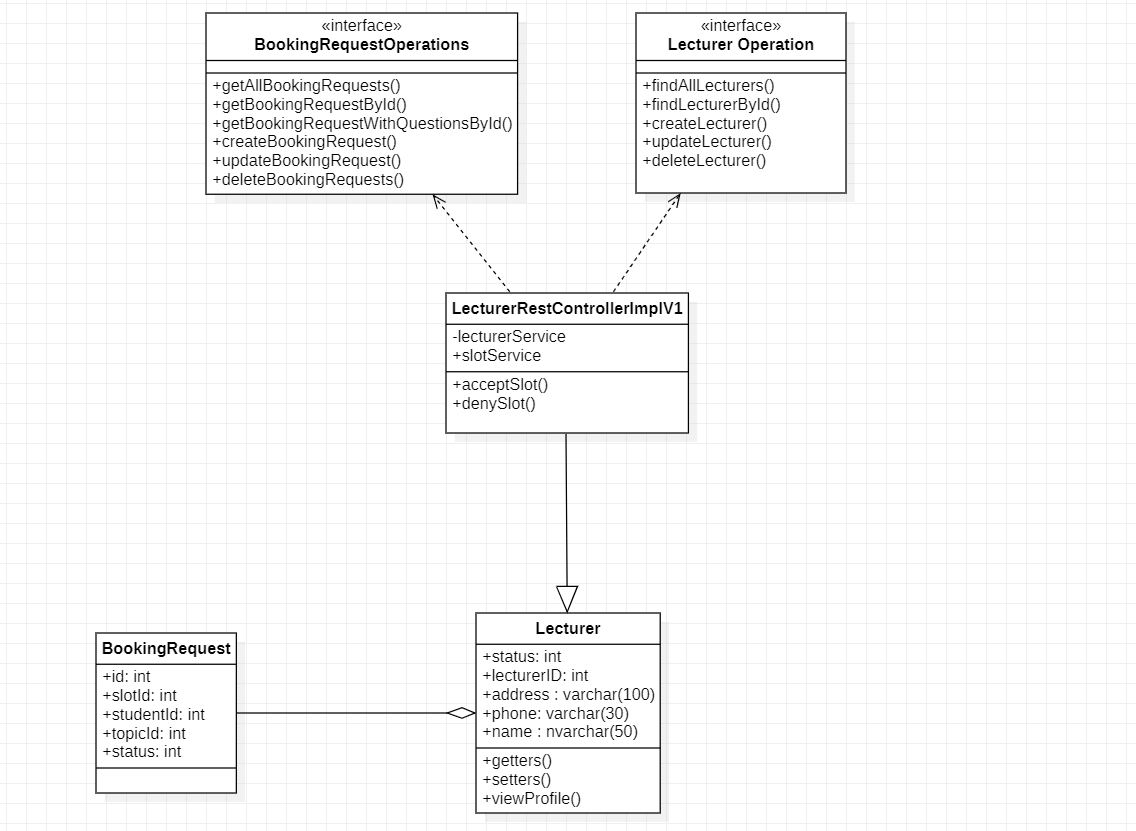 «interface»
BookingRequestOperations
+getAllBookingRequests()
+getBookingRequestById()
+getBookingRequestWithQuestionsById()
+createBookingRequest()
+updateBookingRequest()
+deleteBookingRequests()
«interface»
Lecturer Operation
+findAllLecturers()
+findLecturerById()
+createLecturer()
+updateLecturer()
+deleteLecturer()
LecturerRestControllerImplV1
-lecturerService
+slotService
+acceptSlot()
+denySlot()
BookingRequest
+id: int
+slotId: int
+studentId: int
+topicId: int
+status: int
Lecturer
+status: int
+lecturerID: int
+address : varchar(100)
+phone: varchar(30)
+name : nvarchar(50)
+getters()
+setters()
+viewProfile()